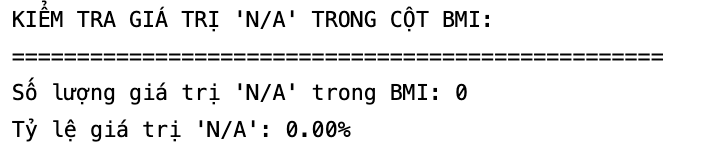 KIỂM TRA GIÁ TRỊ 'N/A' TRONG CỘT BMI:
==================================================
Số lượng giá trị 'N/A' trong BMI: 0
Tỷ lệ giá trị 'N/A': 0.00%